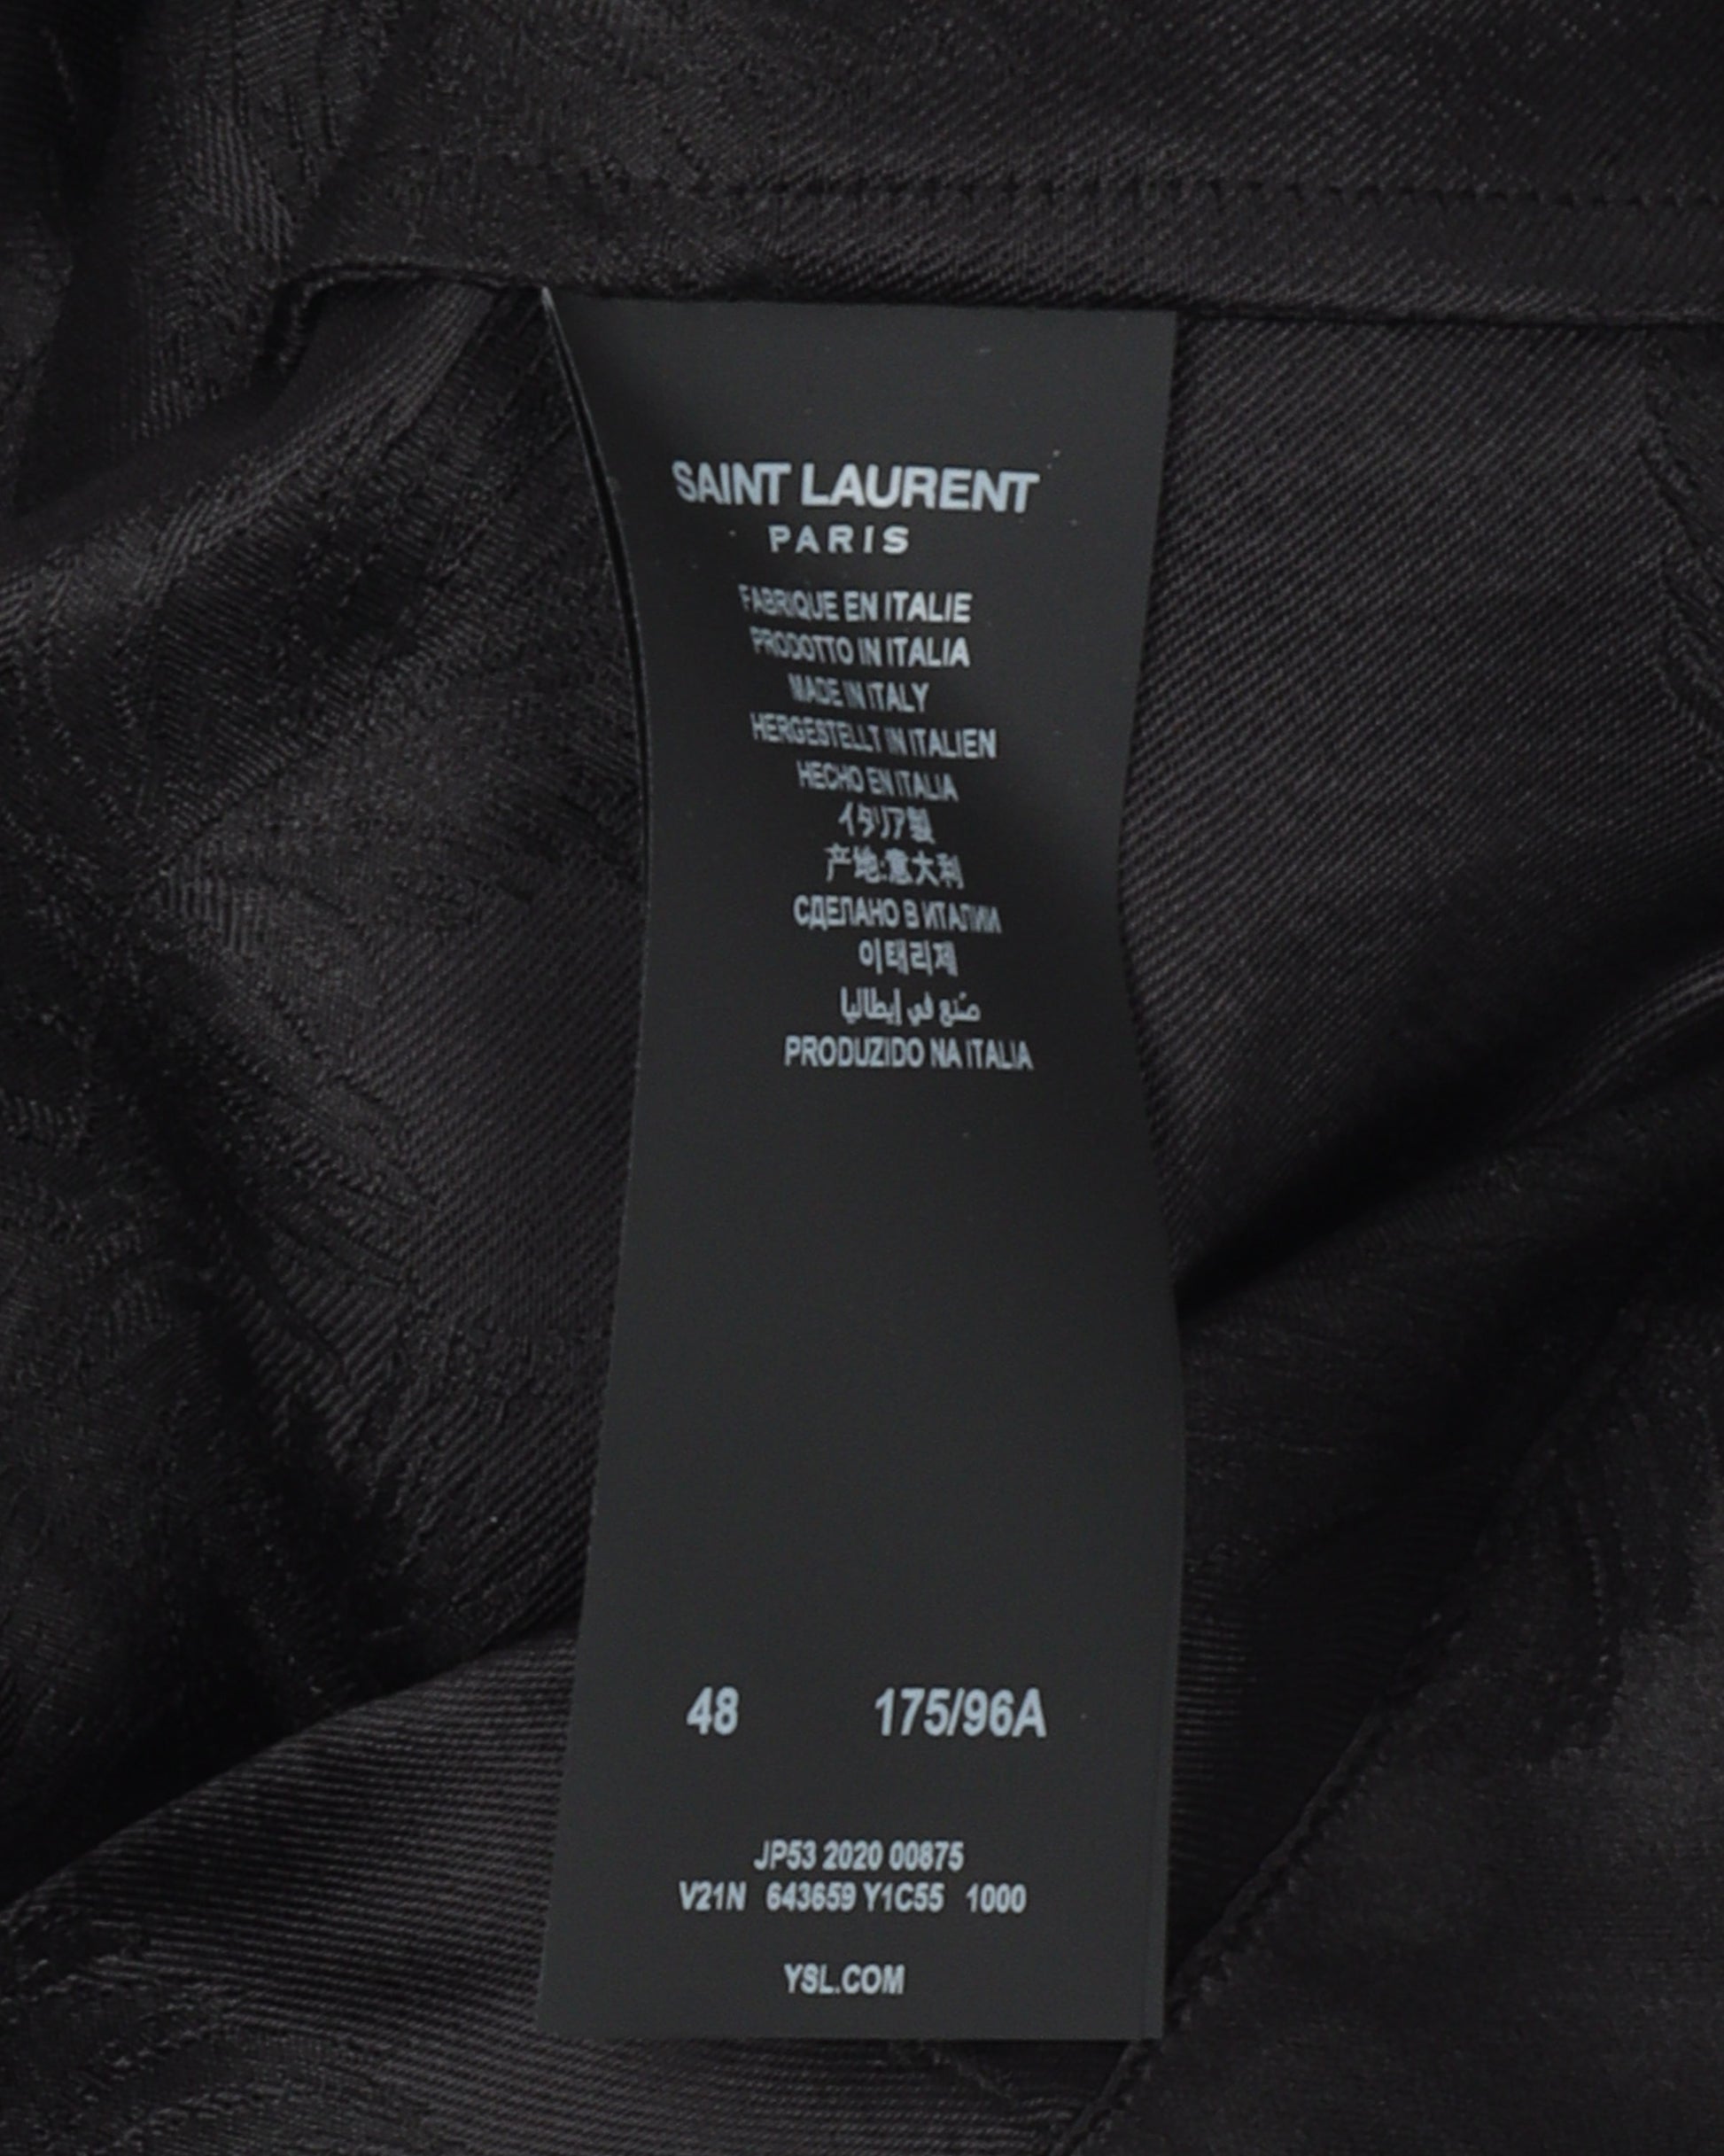 SAINT LAURENT
PARIS
FABRIQUE EN ITALIE
PRODOTTO IN ITALIA
MADE IN ITALY
HERGESTELLT IN ITALIEN
HECHO EN ITALIA
イタリア製
产地:意大利
СДЕЛАНО В ИТАЛИИ
이태리제
صُنع في إيطاليا
PRODUZIDO NA ITALIA
48 175/96A
JP53 2020 00875
V21N 643659 Y1C55 1000
YSL.COM